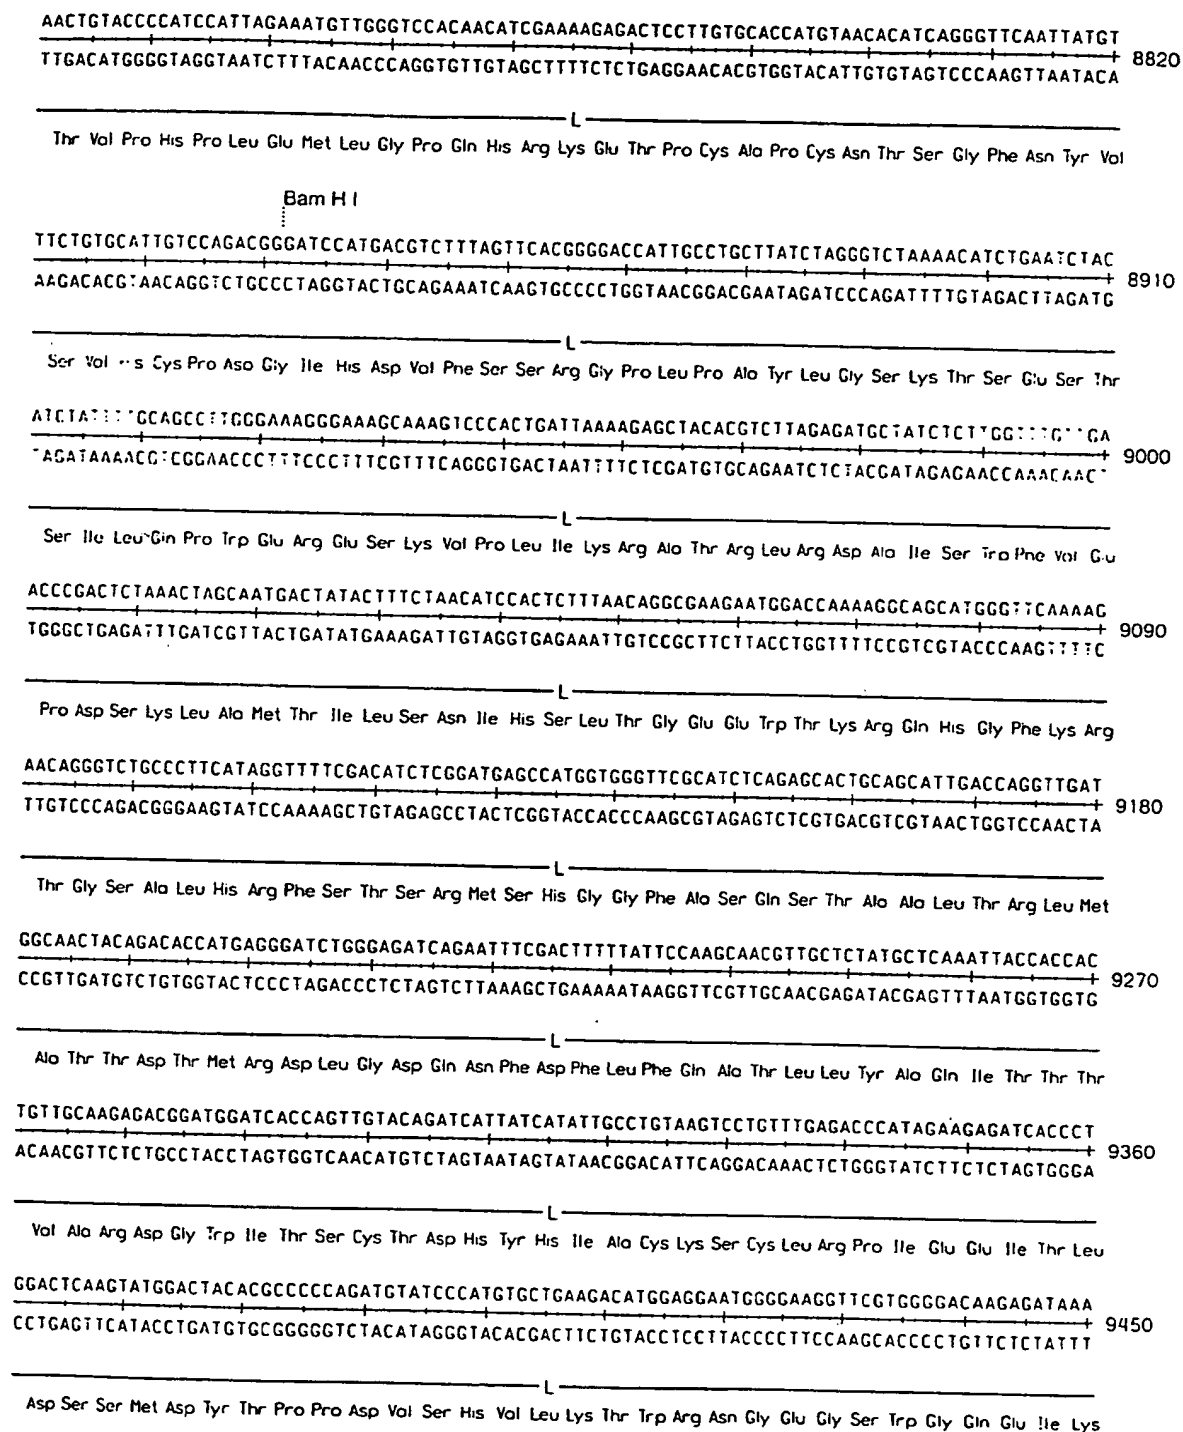 AACTGTACCCCATCCATTAGAAATGTTGGGTCCACAACATCGAAAAGAGACTCCTTGTGCACCATGTAACACATCAGGGTTCAATTATGT
8820
TTGACATGGGGTAGGTAATCTTTACAACCCAGGTGTTGTAGCTTTTCTCTGAGGAACACGTGGTACATTGTGTAGTCCCAAGTTAATACA
L
Thr Val Pro His Pro Leu Glu Met Leu Gly Pro Gln His Arg Lys Glu Thr Pro Cys Ala Pro Cys Asn Thr Ser Gly Phe Asn Tyr Val
Bam H I
TTCTGTGCATTGTCCAGACGGGATCCATGACGTCTTTAGTTCACGGGGACCATTGCCTGCTTATCTAGGGTCTAAAACATCTGAATCTAC
8910
AAGACACGTAACAGGTCTGCCCTAGGTACTGCAGAAATCAAGTGCCCCTGGTAACGGACGAATAGATCCCAGATTTTGTAGACTTAGATG
L
Ser Val Cys Pro Asp Gly Ile His Asp Val Phe Ser Ser Arg Gly Pro Leu Pro Ala Tyr Leu Gly Ser Lys Thr Ser Glu Ser Thr
9000
TAGATAAAACGTCGGAACCCTTTCCCTTTCGTTTCAGGGTGACTAATTTTCTCGATGTGCAGAATCTCTACGATAGAGAACCAAACAACT
L
Ser Ile Leu Gln Pro Trp Glu Arg Glu Ser Lys Val Pro Leu Ile Lys Arg Ala Thr Arg Leu Arg Asp Ala Ile Ser Trp Phe Val Glu
ACCCGACTCTAAACTAGCAATGACTATACTTTCTAACATCCACTCTTTAACAGGCGAAGAATGGACCAAAAGGCAGCATGGGTTCAAAAG
9090
TGGGCTGAGATTTGATCGTTACTGATATGAAAGATTGTAGGTGAGAAATTGTCCGCTTCTTACCTGGTTTTCCGTCGTACCCAAGTTTTC
L
Pro Asp Ser Lys Leu Ala Met Thr Ile Leu Ser Asn Ile His Ser Leu Thr Gly Glu Glu Trp Thr Lys Arg Gln His Gly Phe Lys Arg
AACAGGGTCTGCCCTTCATAGGTTTTCGACATCTCGGATGAGCCATGGTGGGTTCGCATCTCAGAGCACTGCAGCATTGACCAGGTTGAT
9180
TTGTCCCAGACGGGAAGTATCCAAAAGCTGTAGAGCCTACTCGGTACCACCCAAGCGTAGAGTCTCGTGACGTCGTAACTGGTCCAACTA
L
Thr Gly Ser Ala Leu His Arg Phe Ser Thr Ser Arg Met Ser His Gly Gly Phe Ala Ser Gln Ser Thr Ala Ala Leu Thr Arg Leu Met
GGCAACTACAGACACCATGAGGGATCTGGGAGATCAGAATTTCGACTTTTTATTCCAAGCAACGTTGCTCTATGCTCAAATTACCACCAC
9270
CCGTTGATGTCTGTGGTACTCCCTAGACCCTCTAGTCTTAAAGCTGAAAAATAAGGTTCGTTGCAACGAGATACGAGTTTAATGGTGGTG
L
Ala Thr Thr Asp Thr Met Arg Asp Leu Gly Asp Gln Asn Phe Asp Phe Leu Phe Gln Ala Thr Leu Leu Tyr Ala Gln Ile Thr Thr Thr
TGTTGCAAGAGACGGATGGATCACCAGTTGTACAGATCATTATCATATTGCCTGTAAGTCCTGTTTGAGACCCATAGAAGAGATCACCCT
9360
ACAACGTTCTCTGCCTACCTAGTGGTCAACATGTCTAGTAATAGTATAACGGACATTCAGGACAAACTCTGGGTATCTTCTCTAGTGGGA
L
Val Ala Arg Asp Gly Trp Ile Thr Ser Cys Thr Asp His Tyr His Ile Ala Cys Lys Ser Cys Leu Arg Pro Ile Glu Glu Ile Thr Leu
GGACTCAAGTATGGACTACACGCCCCCAGATGTATCCCATGTGCTGAAGACATGGAGGAATGGGGAAGGTTCGTGGGGACAAGAGATAAA
9450
CCTGAGTTCATACCTGATGTGCGGGGGTCTACATAGGGTACACGACTTCTGTACCTCCTTACCCCTTCCAAGCACCCCTGTTCTCTATTT
L
Asp Ser Ser Met Asp Tyr Thr Pro Pro Asp Val Ser His Val Leu Lys Thr Trp Arg Asn Gly Glu Gly Ser Trp Gly Gln Glu Ile Lys